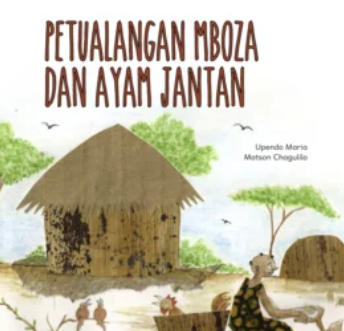 PETUALANGAN MBOZA
DAN AYAM JANTAN
Upendo Maria
Matson Chagulilo